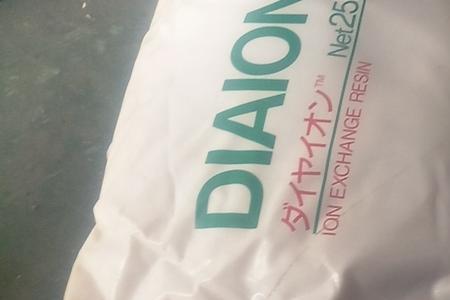 DIAION
ダイヤイオン™ Net25
ION EXCHANGE RESIN